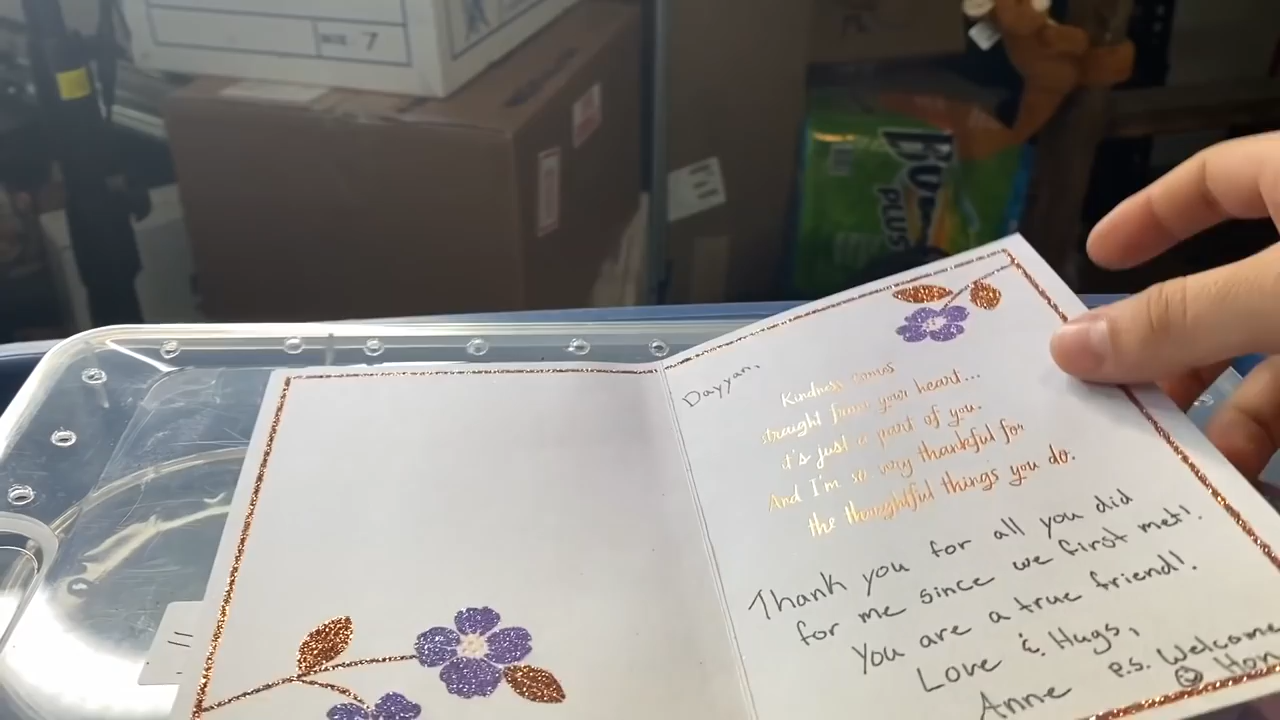 7
PLUS
Dayyan,
Kindness comes
straight from your heart...
it's just a part of you.
And I'm so very thankful for
the thoughtful things you do.
Thank you for all you did
for me since we first met!
You are a true friend!
Love & Hugs,
Anne
P.S. Welcome